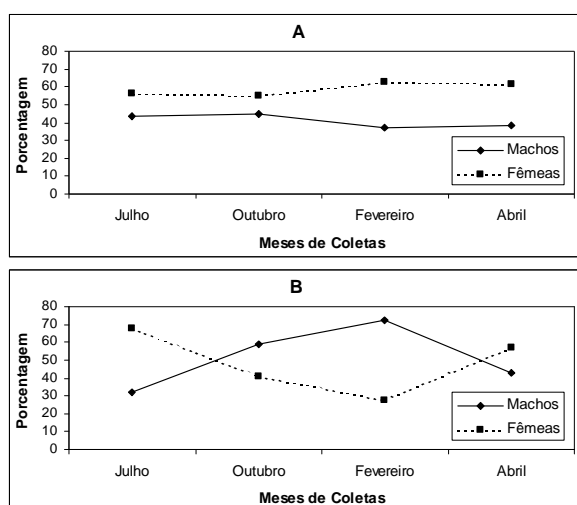 A
Porcentagem
80
70
60
50
40
30
20
10
0
Machos
Fêmeas
Julho Outubro Fevereiro Abril
Meses de Coletas
B
Porcentagem
80
70
60
50
40
30
20
10
0
Machos
Fêmeas
Julho Outubro Fevereiro Abril
Meses de Coletas